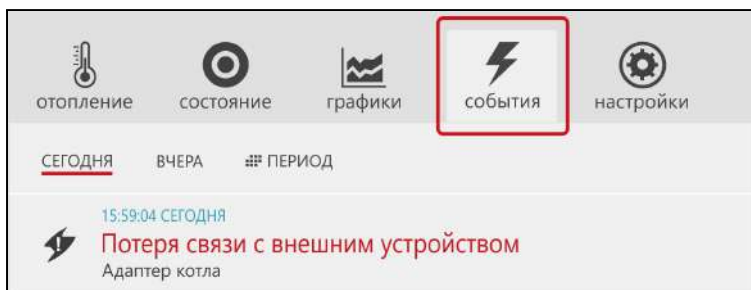 отопление состояние графики события настройки
СЕГОДНЯ ВЧЕРА ПЕРИОД
15:59:04 СЕГОДНЯ
Потеря связи с внешним устройством
Адаптер котла